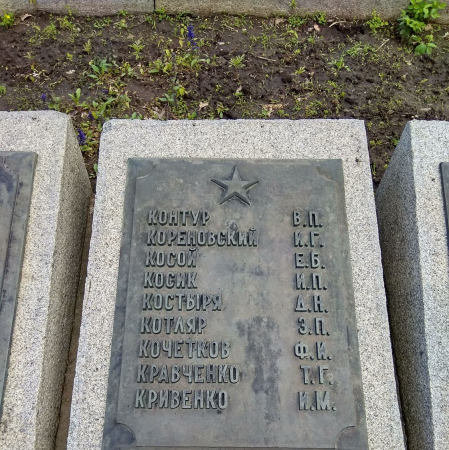 КОНТУР В.П.
КОРЕНОВСКИЙ И.Г.
КОСОЙ Е.Б.
КОСИК И.П.
КОСТЫРЯ Д.Н.
КОТЛЯР З.П.
КОЧЕТКОВ Ф.И.
КРАВЧЕНКО Т.Г.
КРИВЕНКО И.М.